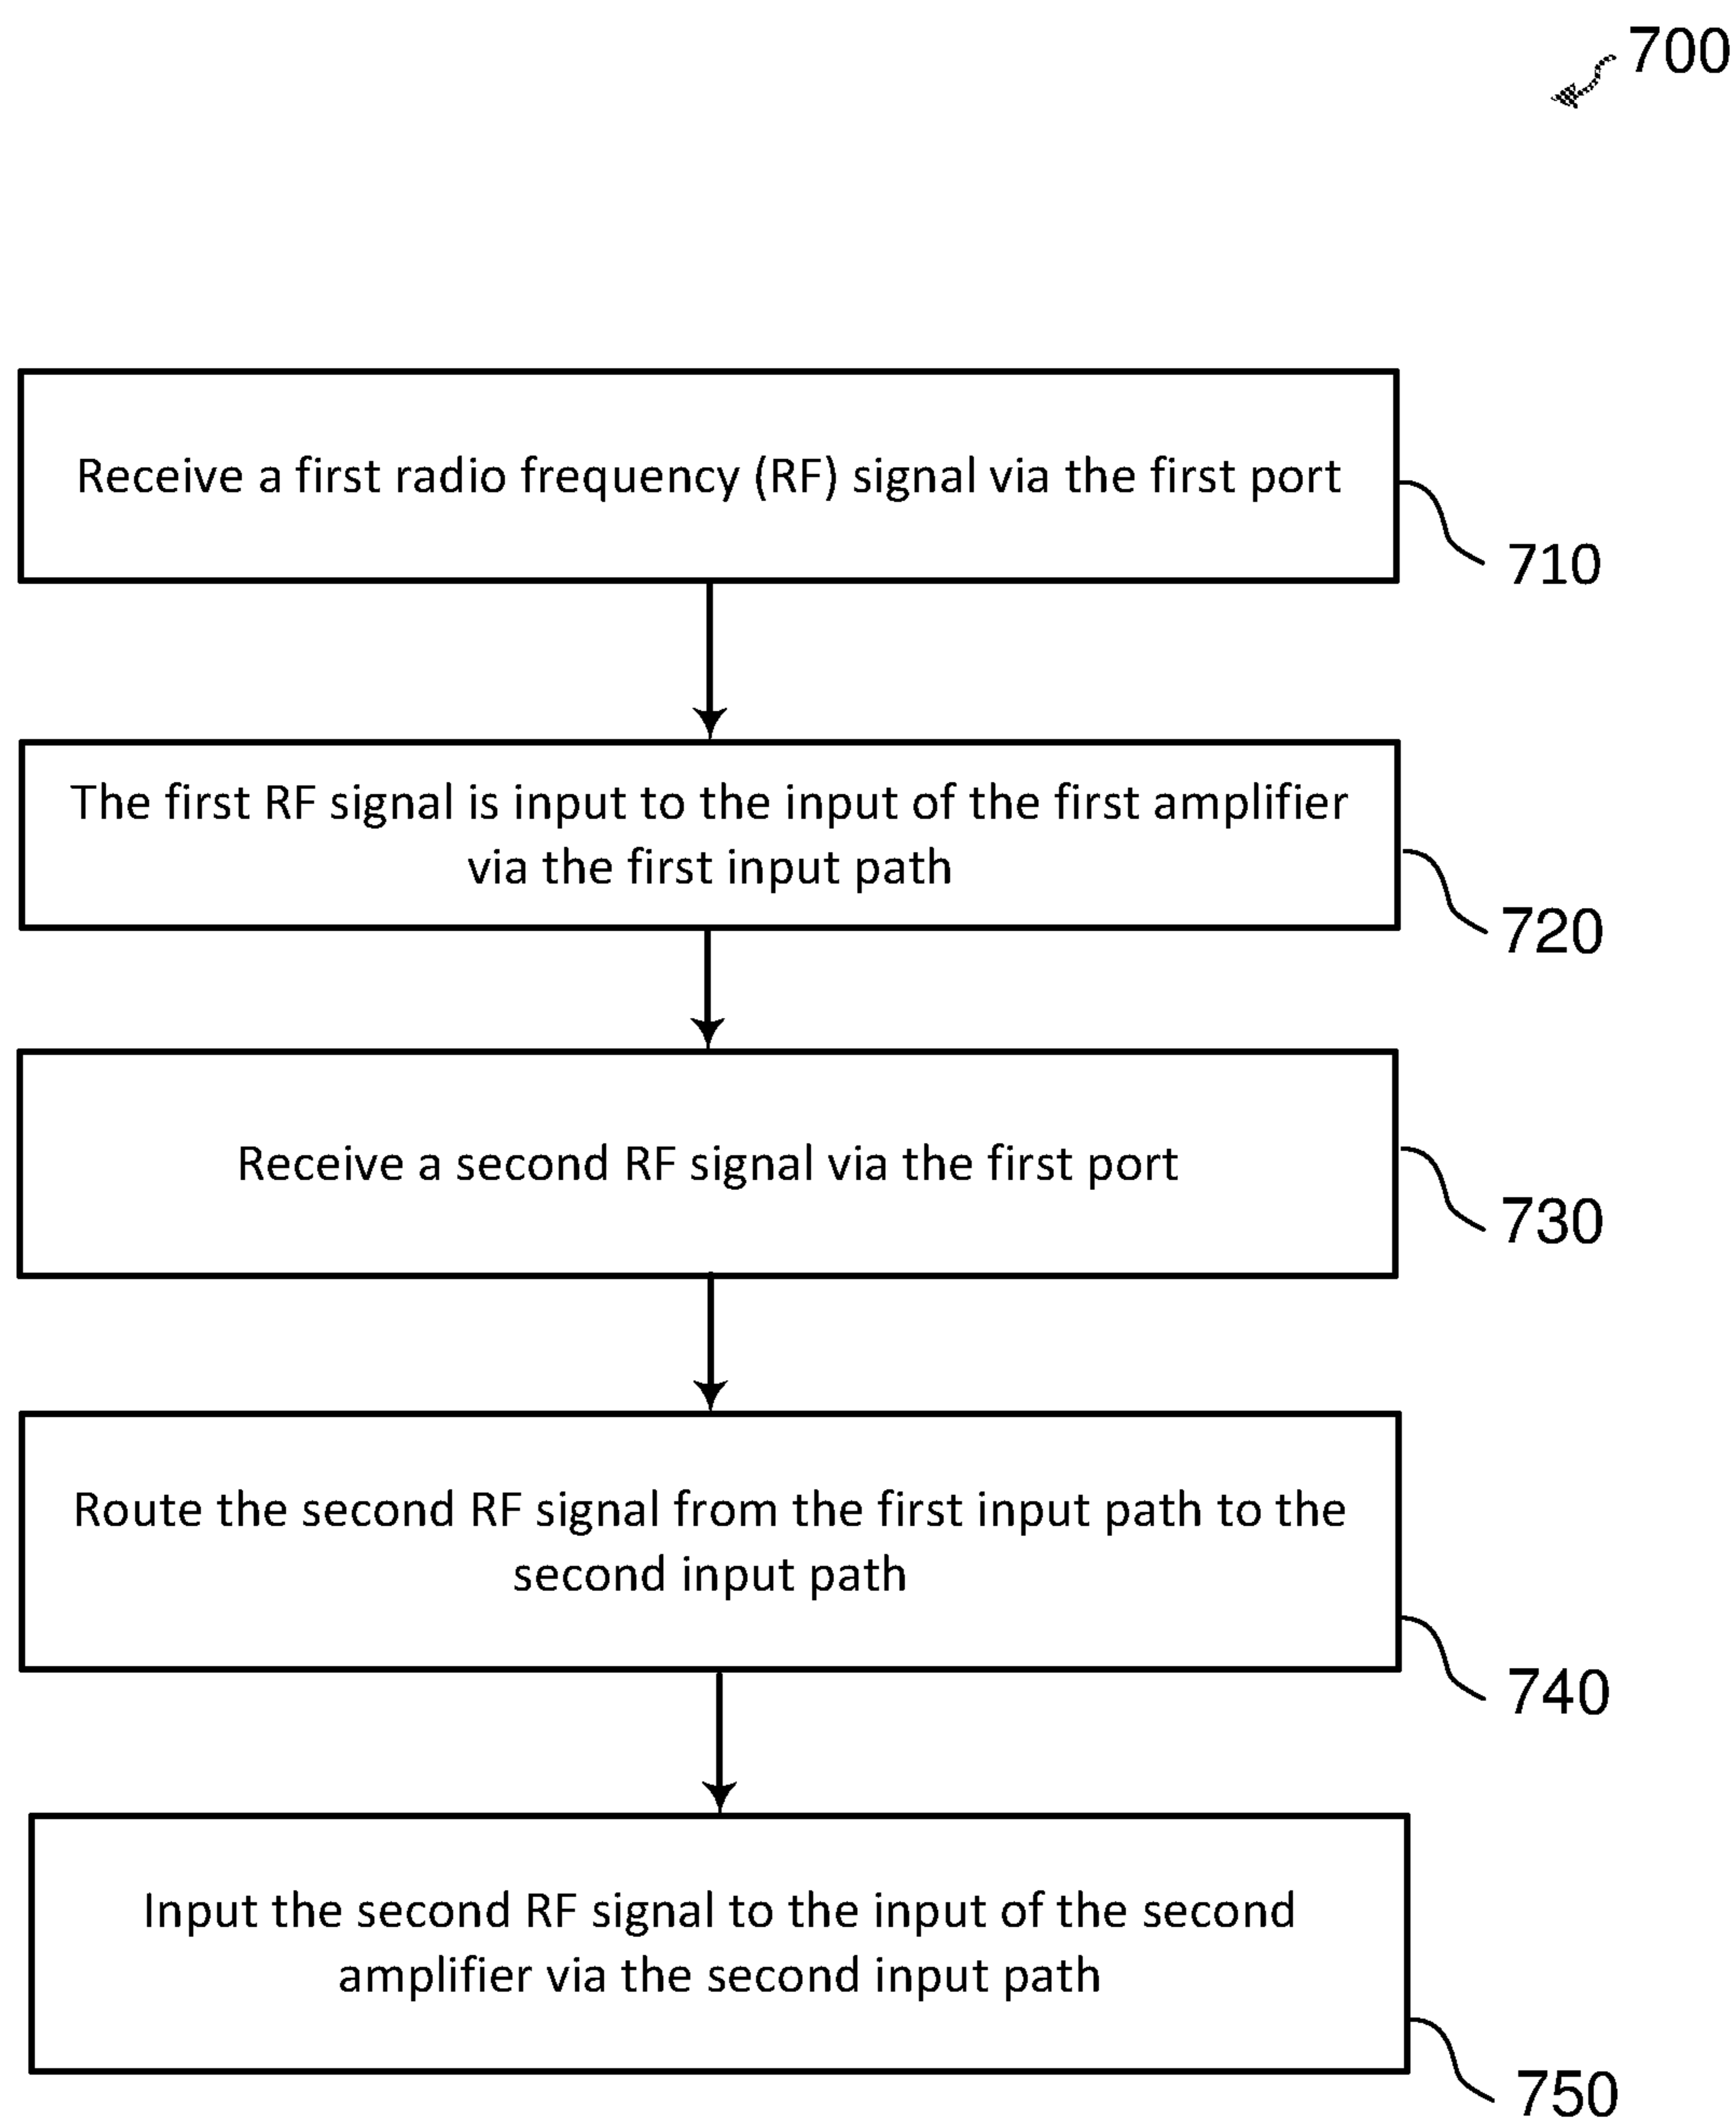 700
Receive a first radio frequency (RF) signal via the first port
710
The first RF signal is input to the input of the first amplifier
via the first input path
720
Receive a second RF signal via the first port
730
Route the second RF signal from the first input path to the
second input path
740
Input the second RF signal to the input of the second
amplifier via the second input path
750